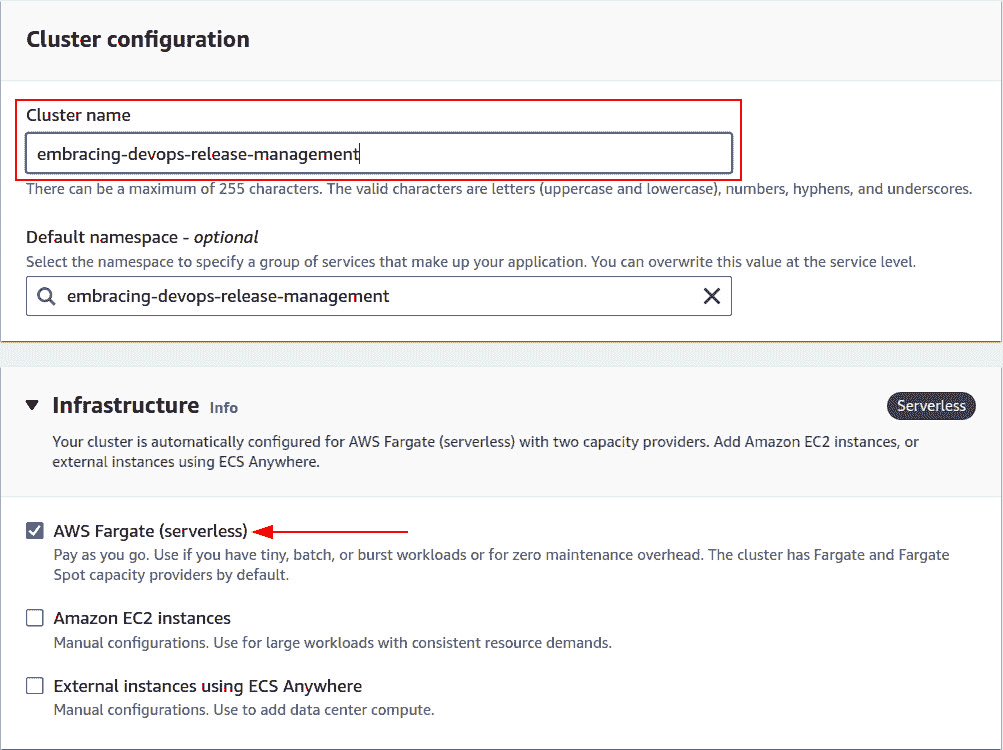 Cluster configuration
Cluster name
embracing-devops-release-management
There can be a maximum of 255 characters. The valid characters are letters (uppercase and lowercase), numbers, hyphens, and underscores.
Default namespace - optional
Select the namespace to specify a group of services that make up your application. You can overwrite this value at the service level.
embracing-devops-release-management
Infrastructure Info
Serverless
Your cluster is automatically configured for AWS Fargate (serverless) with two capacity providers. Add Amazon EC2 instances, or
external instances using ECS Anywhere.
AWS Fargate (serverless)
Pay as you go. Use if you have tiny, batch, or burst workloads or for zero maintenance overhead. The cluster has Fargate and Fargate
Spot capacity providers by default.
Amazon EC2 instances
Manual configurations. Use for large workloads with consistent resource demands.
External instances using ECS Anywhere
Manual configurations. Use to add data center compute.